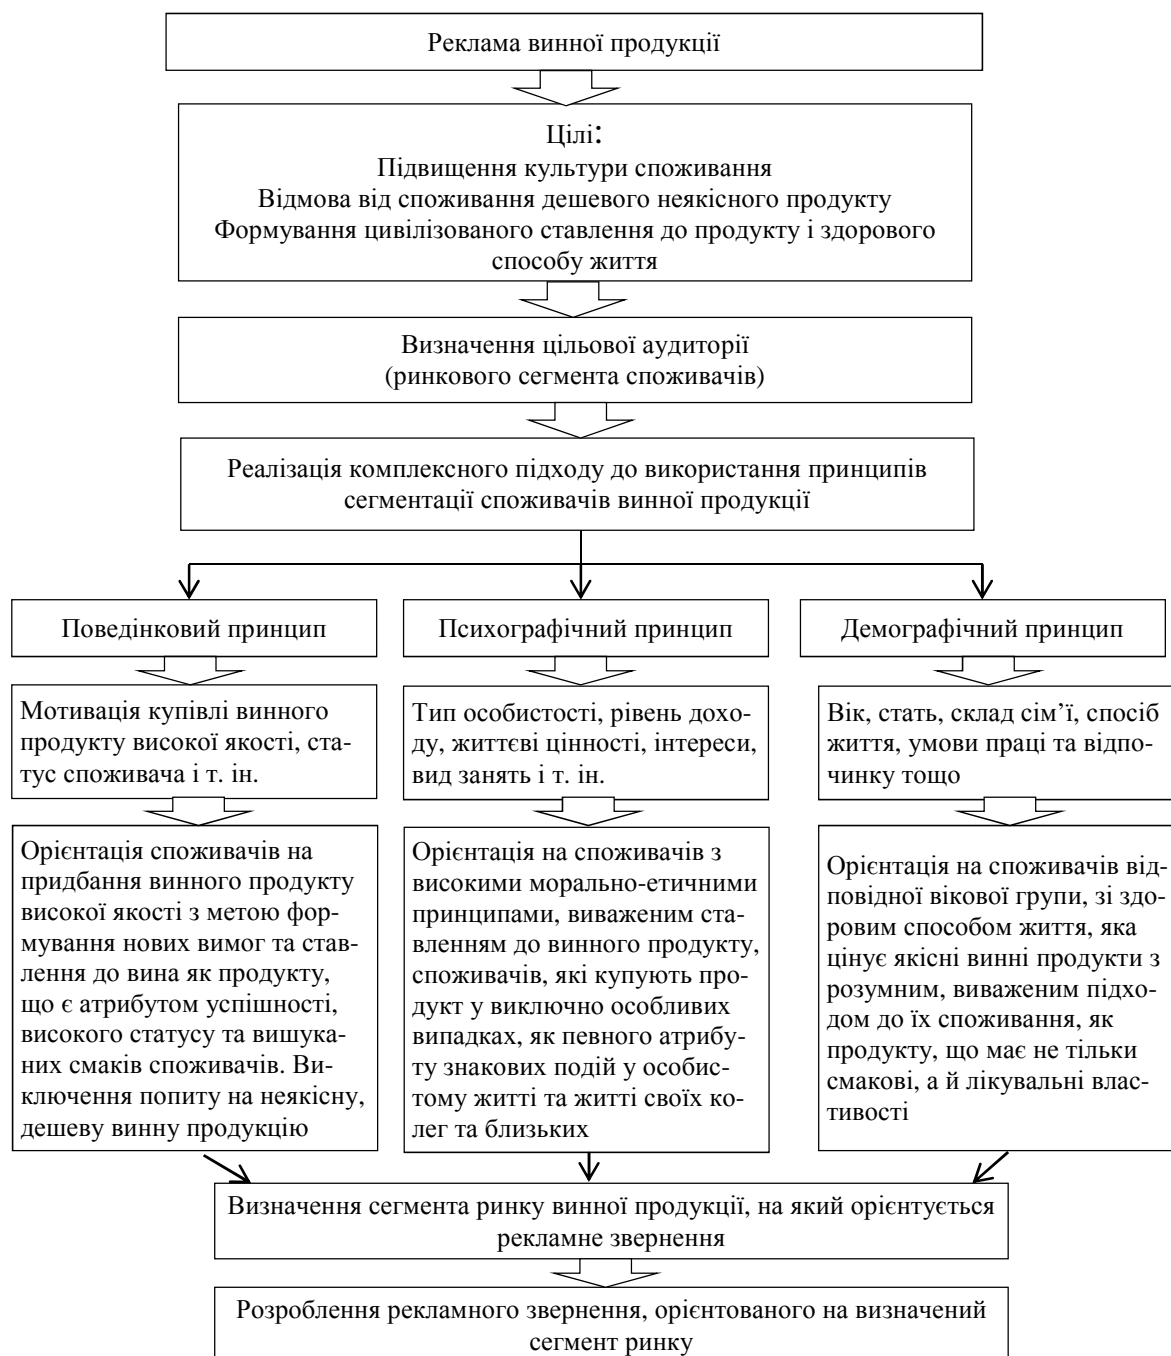 Реклама винної продукції
Цілі:
Підвищення культури споживання
Відмова від споживання дешевого неякісного продукту
Формування цивілізованого ставлення до продукту і здорового
способу життя
Визначення цільової аудиторії
(ринкового сегмента споживачів)
Реалізація комплексного підходу до використання принципів
сегментації споживачів винної продукції
Поведінковий принцип
Психографічний принцип
Демографічний принцип
Мотивація купівлі винного
продукту високої якості, ста-
тус споживача і т. ін.
Тип особистості, рівень дохо-
ду, життєві цінності, інтереси,
вид занять і т. ін.
Вік, стать, склад сім’ї, спосіб
життя, умови праці та відпо-
чинку тощо
Орієнтація споживачів на
придбання винного продукту
високої якості з метою фор-
мування нових вимог та став-
лення до вина як продукту,
що є атрибутом успішності,
високого статусу та вишука-
них смаків споживачів. Ви-
ключення попиту на неякісну,
дешеву винну продукцію
Орієнтація на споживачів з
високими морально-етичними
принципами, виваженим ста-
вленням до винного продукту,
споживачів, які купують про-
дукт у виключно особливих
випадках, як певного атрибу-
ту знакових подій у особис-
тому житті та житті своїх ко-
лег та близьких
Орієнтація на споживачів від-
повідної вікової групи, зі здо-
ровим способом життя, яка
цінує якісні винні продукти з
розумним, виваженим підхо-
дом до їх споживання, як
продукту, що має не тільки
смакові, а й лікувальні влас-
тивості
Визначення сегмента ринку винної продукції, на який орієнтується
рекламне звернення
Розроблення рекламного звернення, орієнтованого на визначений
сегмент ринку